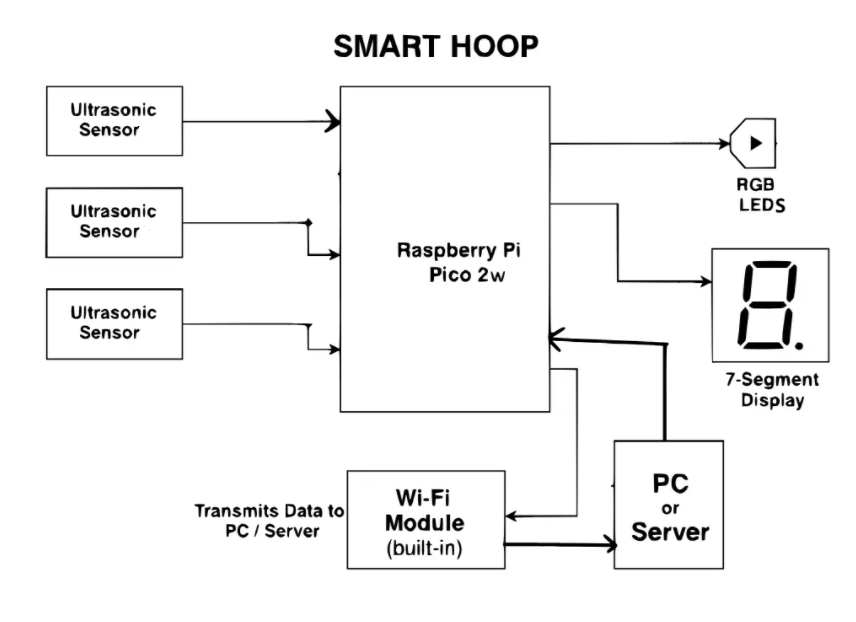 SMART HOOP
Ultrasonic
Sensor
Ultrasonic
Sensor
Ultrasonic
Sensor
Raspberry Pi
Pico 2w
RGB
LEDS
8.
7-Segment
Display
Transmits Data to
PC / Server
Wi-Fi
Module
(built-in)
PC
or
Server